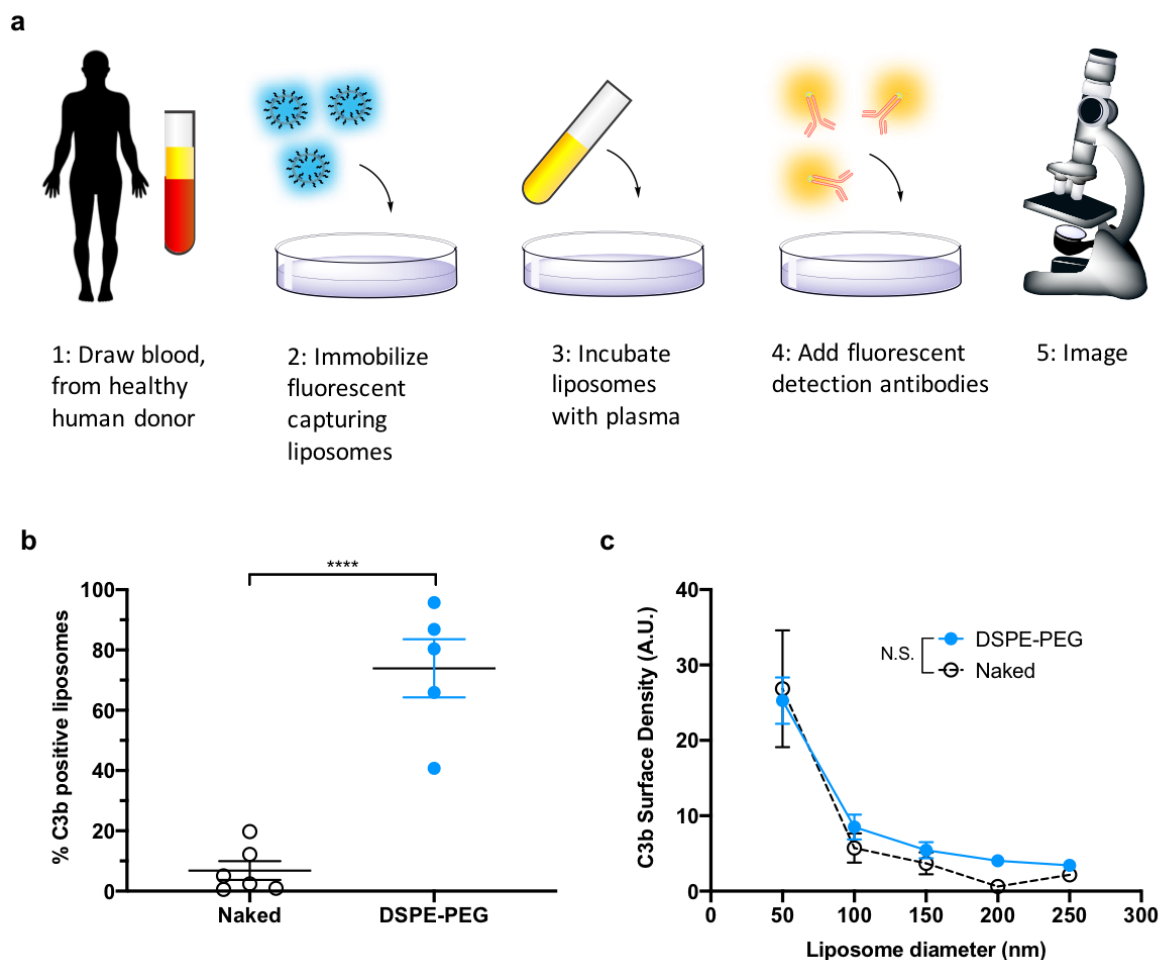 a
1: Draw blood,
from healthy
human donor
2: Immobilize
fluorescent
capturing
liposomes
3: Incubate
liposomes
with plasma
4: Add fluorescent
detection antibodies
5: Image
b
% C3b positive liposomes
100
80
60
40
20
0
****
Naked
DSPE-PEG
c
C3b Surface Density (A.U.)
40
30
20
10
0
N.S.
DSPE-PEG
Naked
0 50 100 150 200 250 300
Liposome diameter (nm)